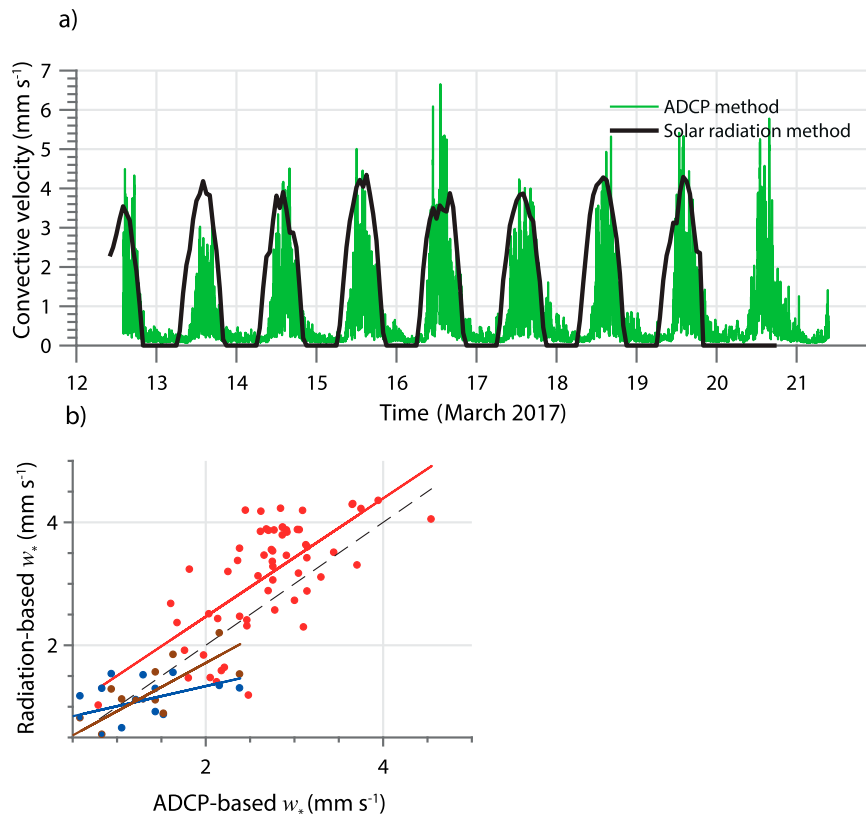 a)
Convective velocity (mm s⁻¹)
7
6
5
4
3
2
1
0
ADCP method
Solar radiation method
12 13 14 15 16 17 18 19 20 21
Time (March 2017)
b)
Radiation-based w* (mm s⁻¹)
4
2
2 4
ADCP-based w* (mm s⁻¹)